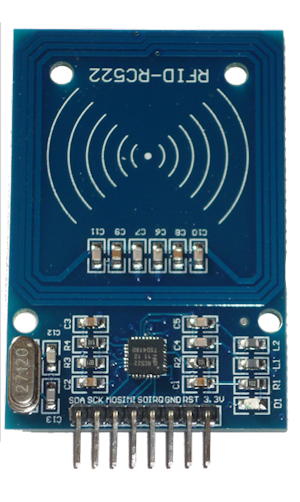 RFID-RC522
C11 C9 C7 C6 C8 C10
C12
C3
R4
R3
C2
C5
C4
R2
C1
L2
L1
R1
D1
27.120
RC522
C13
SDA SCK MOSI MISO IRQ GND RST 3.3V